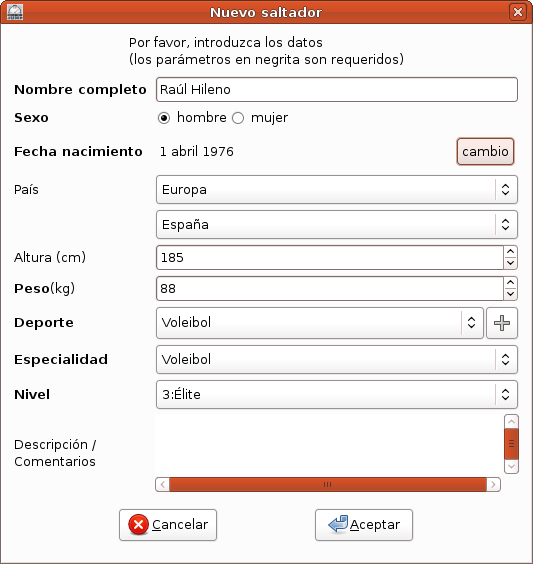 Nuevo saltador
Por favor, introduzca los datos
(los parámetros en negrita son requeridos)
Nombre completo Raúl Hileno
Sexo hombre mujer
Fecha nacimiento 1 abril 1976 cambio
País Europa
España
Altura (cm) 185
Peso(kg) 88
Deporte Voleibol
Especialidad Voleibol
Nivel 3:Élite
Descripción /
Comentarios
Cancelar Aceptar